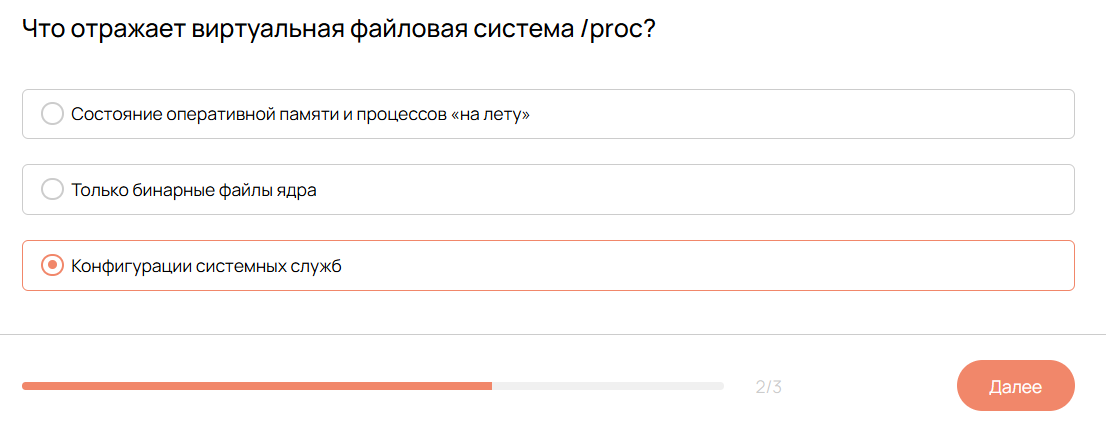 Что отражает виртуальная файловая система /proc?
Состояние оперативной памяти и процессов «на лету»
Только бинарные файлы ядра
Конфигурации системных служб
2/3
Далее